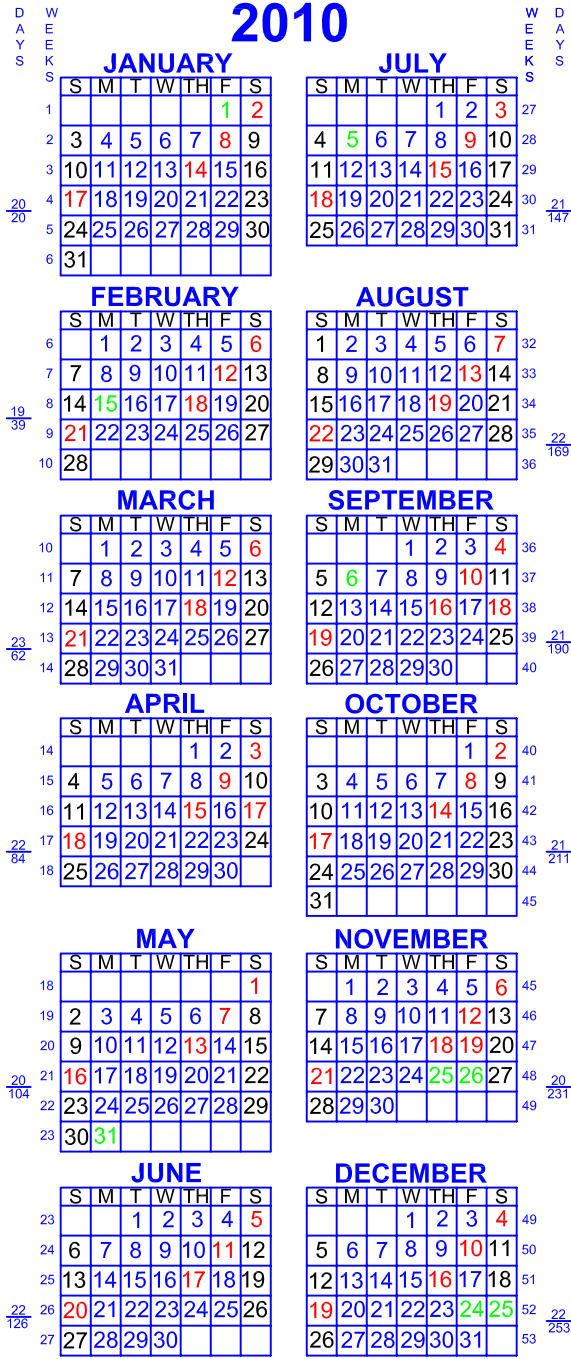 2010
DAYS WEEKS
WEEKS DAYS
JANUARY
S M T W TH F S
1 1 2
2 3 4 5 6 7 8 9
3 10 11 12 13 14 15 16
20/20 4 17 18 19 20 21 22 23
5 24 25 26 27 28 29 30
6 31
FEBRUARY
S M T W TH F S
6 1 2 3 4 5 6
7 7 8 9 10 11 12 13
19/39 8 14 15 16 17 18 19 20
9 21 22 23 24 25 26 27
10 28
MARCH
S M T W TH F S
10 1 2 3 4 5 6
11 7 8 9 10 11 12 13
12 14 15 16 17 18 19 20
23/62 13 21 22 23 24 25 26 27
14 28 29 30 31
APRIL
S M T W TH F S
14 1 2 3
15 4 5 6 7 8 9 10
16 11 12 13 14 15 16 17
22/84 17 18 19 20 21 22 23 24
18 25 26 27 28 29 30
MAY
S M T W TH F S
18 1
19 2 3 4 5 6 7 8
20 9 10 11 12 13 14 15
20/104 21 16 17 18 19 20 21 22
22 23 24 25 26 27 28 29
23 30 31
JUNE
S M T W TH F S
23 1 2 3 4 5
24 6 7 8 9 10 11 12
25 13 14 15 16 17 18 19
22/126 26 20 21 22 23 24 25 26
27 27 28 29 30
JULY
S M T W TH F S
1 2 3 27
4 5 6 7 8 9 10 28
11 12 13 14 15 16 17 29
18 19 20 21 22 23 24 30 21/147
25 26 27 28 29 30 31 31
AUGUST
S M T W TH F S
1 2 3 4 5 6 7 32
8 9 10 11 12 13 14 33
15 16 17 18 19 20 21 34
22 23 24 25 26 27 28 35 22/169
29 30 31 36
SEPTEMBER
S M T W TH F S
1 2 3 4 36
5 6 7 8 9 10 11 37
12 13 14 15 16 17 18 38
19 20 21 22 23 24 25 39 21/190
26 27 28 29 30 40
OCTOBER
S M T W TH F S
1 2 40
3 4 5 6 7 8 9 41
10 11 12 13 14 15 16 42
17 18 19 20 21 22 23 43 21/211
24 25 26 27 28 29 30 44
31 45
NOVEMBER
S M T W TH F S
1 2 3 4 5 6 45
7 8 9 10 11 12 13 46
14 15 16 17 18 19 20 47
21 22 23 24 25 26 27 48 20/231
28 29 30 49
DECEMBER
S M T W TH F S
1 2 3 4 49
5 6 7 8 9 10 11 50
12 13 14 15 16 17 18 51
19 20 21 22 23 24 25 52 22/253
26 27 28 29 30 31 53